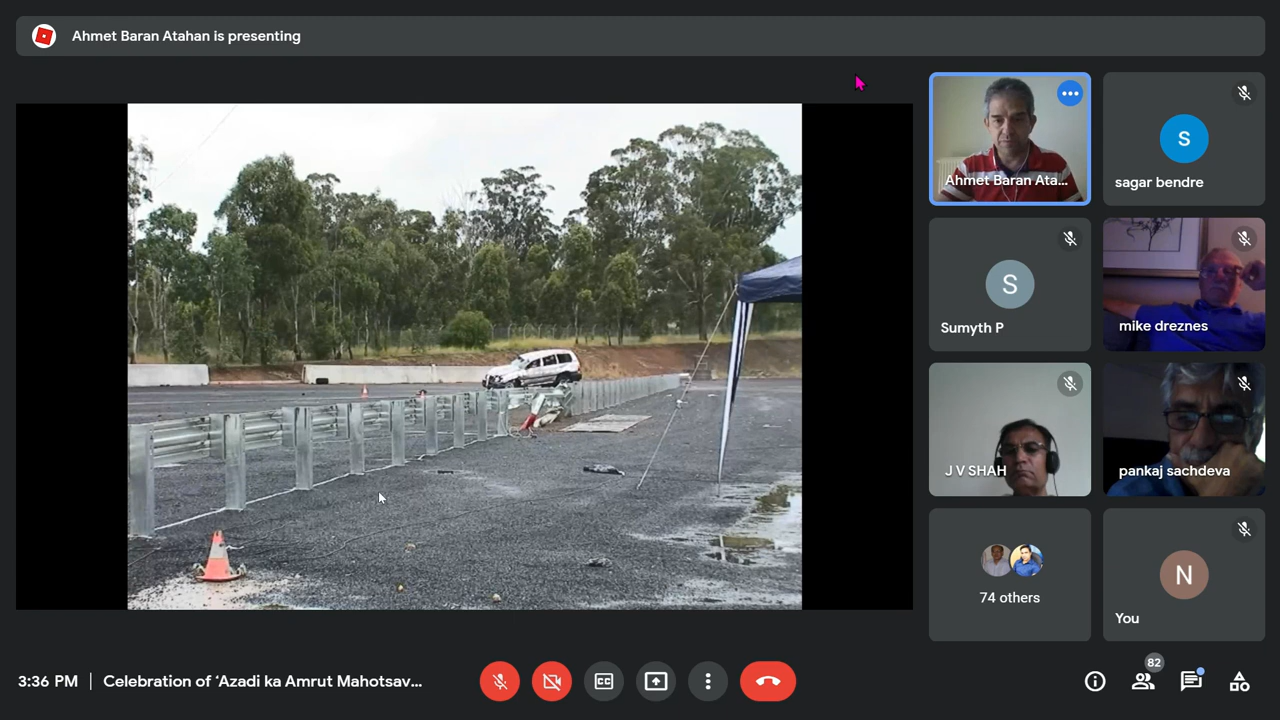 Ahmet Baran Atahan is presenting
Ahmet Baran Ata...
S
sagar bendre
S
Sumyth P
mike dreznes
J V SHAH
pankaj sachdeva
74 others
N
You
3:36 PM | Celebration of ‘Azadi ka Amrut Mahotsav...
82